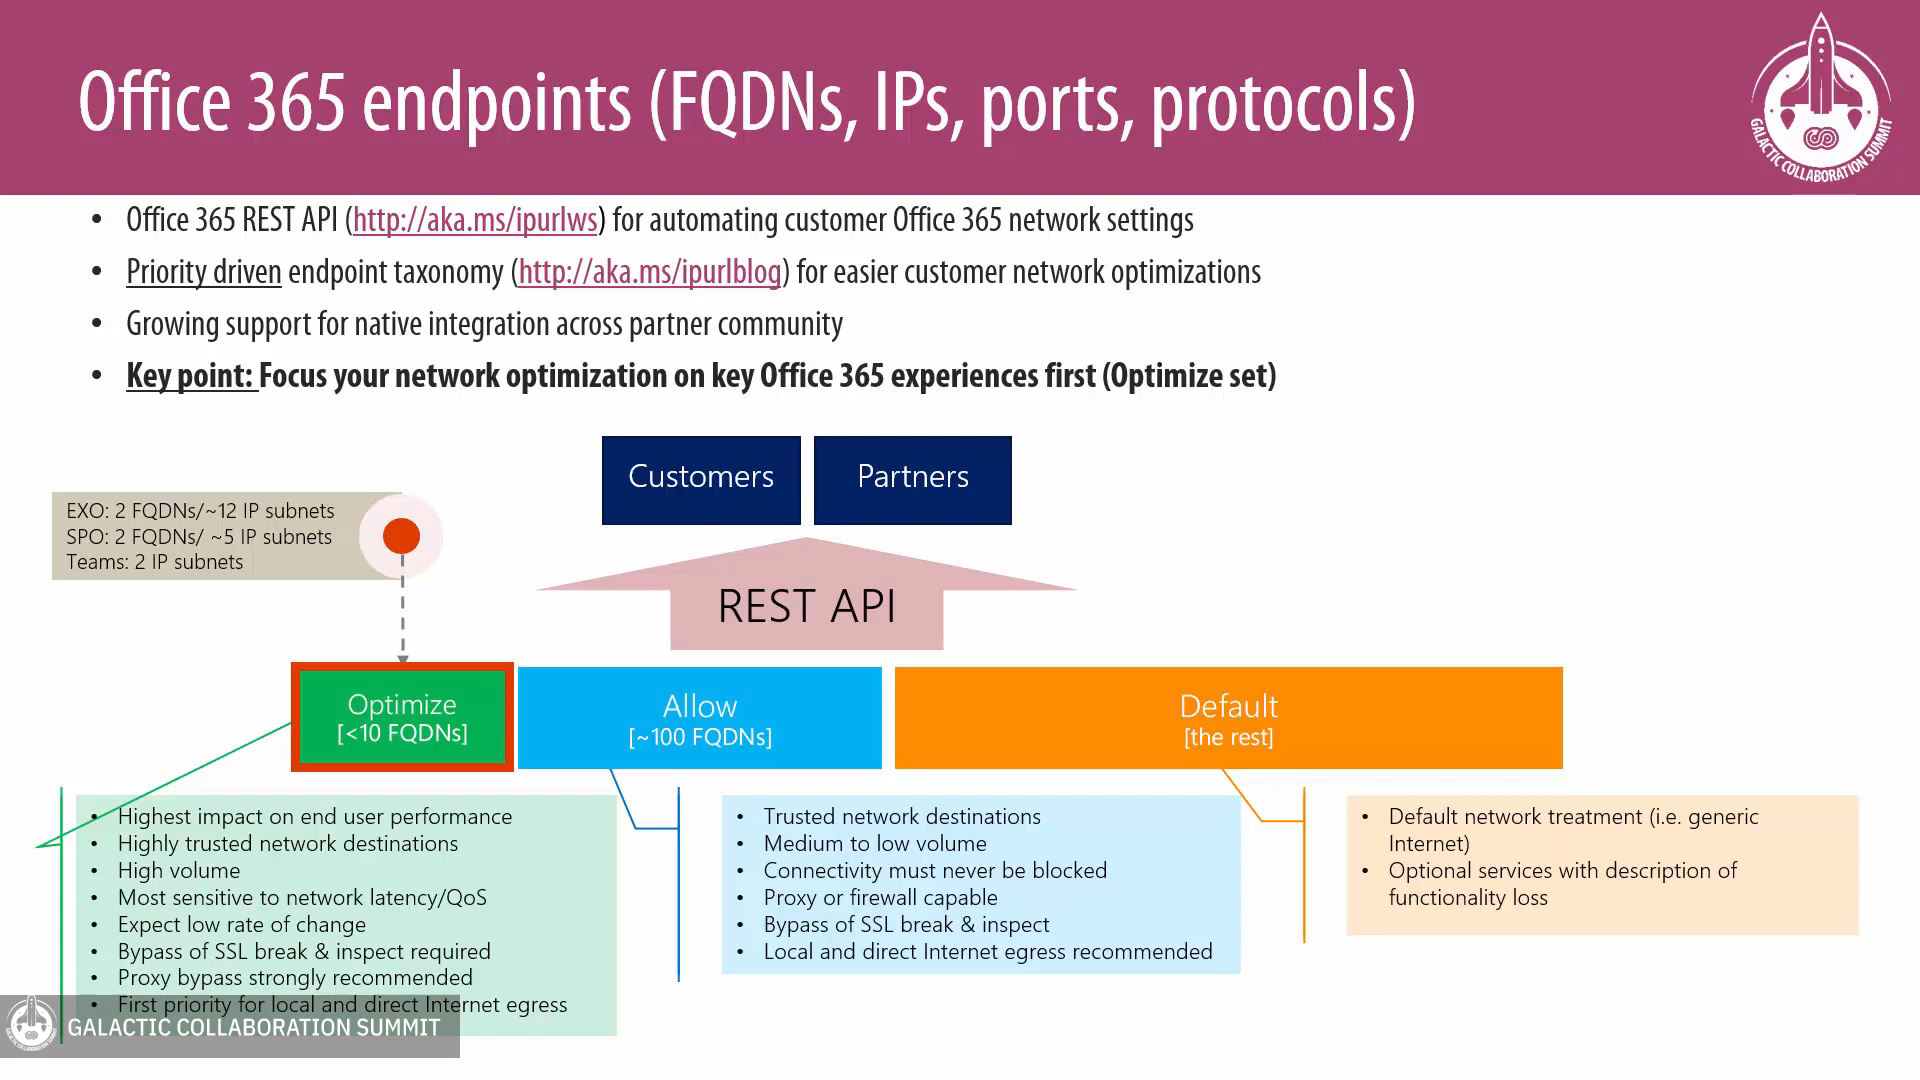 Office 365 endpoints (FQDNs, IPs, ports, protocols)
GALACTIC COLLABORATION SUMMIT
• Office 365 REST API (http://aka.ms/ipurlws) for automating customer Office 365 network settings
• Priority driven endpoint taxonomy (http://aka.ms/ipurlblog) for easier customer network optimizations
• Growing support for native integration across partner community
• Key point: Focus your network optimization on key Office 365 experiences first (Optimize set)
Customers
Partners
EXO: 2 FQDNs/~12 IP subnets
SPO: 2 FQDNs/ ~5 IP subnets
Teams: 2 IP subnets
REST API
Optimize
[<10 FQDNs]
Allow
[~100 FQDNs]
Default
[the rest]
• Highest impact on end user performance
• Highly trusted network destinations
• High volume
• Most sensitive to network latency/QoS
• Expect low rate of change
• Bypass of SSL break & inspect required
• Proxy bypass strongly recommended
• First priority for local and direct Internet egress
• Trusted network destinations
• Medium to low volume
• Connectivity must never be blocked
• Proxy or firewall capable
• Bypass of SSL break & inspect
• Local and direct Internet egress recommended
• Default network treatment (i.e. generic
Internet)
• Optional services with description of
functionality loss
GALACTIC COLLABORATION SUMMIT